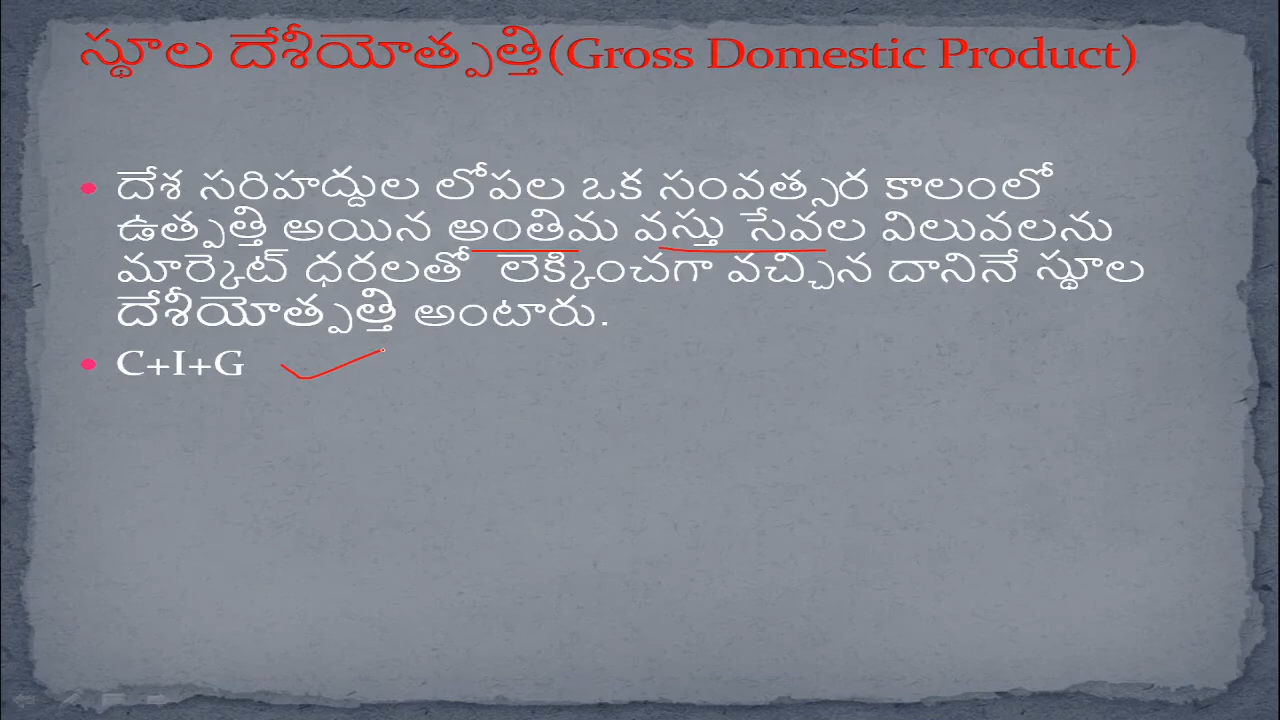 స్థూల దేశీయోత్పత్తి(Gross Domestic Product)
దేశ సరిహద్దుల లోపల ఒక సంవత్సర కాలంలో
ఉత్పత్తి అయిన అంతిమ వస్తు సేవల విలువలను
మార్కెట్ ధరలతో లెక్కించగా వచ్చిన దానినే స్థూల
దేశీయోత్పత్తి అంటారు.
C+I+G